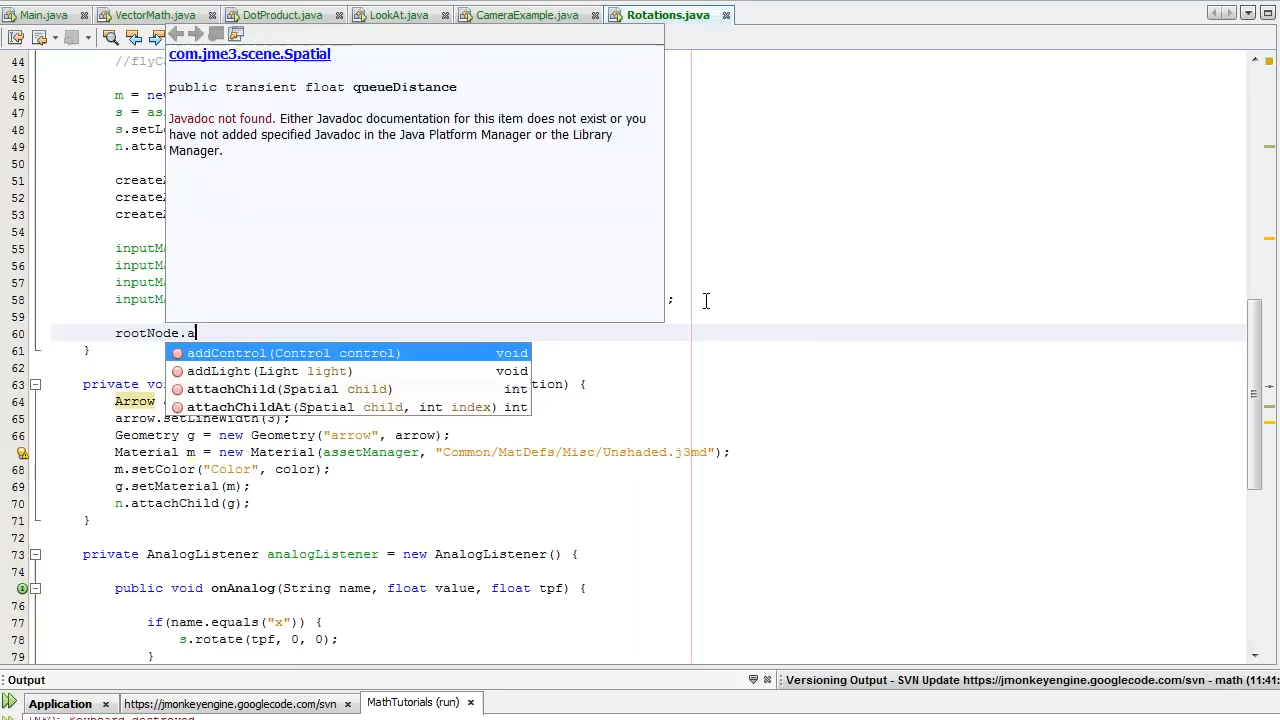 Main.java VectorMath.java DotProduct.java LookAt.java CameraExample.java Rotations.java
com.jme3.scene.Spatial
public transient float queueDistance
Javadoc not found. Either Javadoc documentation for this item does not exist or you
have not added specified Javadoc in the Java Platform Manager or the Library
Manager.
44 //flyC
45
46 m = new
47 s = as
48 s.setL
49 n.attac
50
51 create
52 create
53 create
54
55 inputM
56 inputM
57 inputM
58 inputM ;
59
60 rootNode.a
61 }
addControl(Control control) void
addLight(Light light) void
attachChild(Spatial child) int
attachChildAt(Spatial child, int index) int
62
63 private vo tion) {
64 Arrow
65 arrow.setLineWidth(3);
66 Geometry g = new Geometry("arrow", arrow);
Material m = new Material(assetManager, "Common/MatDefs/Misc/Unshaded.j3md");
68 m.setColor("Color", color);
69 g.setMaterial(m);
70 n.attachChild(g);
71 }
72
73 private AnalogListener analogListener = new AnalogListener() {
74
public void onAnalog(String name, float value, float tpf) {
76
77 if(name.equals("x")) {
78 s.rotate(tpf, 0, 0);
79 }
Output Versioning Output - SVN Update https://jmonkeyengine.googlecode.com/svn - math (11:41:
Application https://jmonkeyengine.googlecode.com/svn MathTutorials (run)